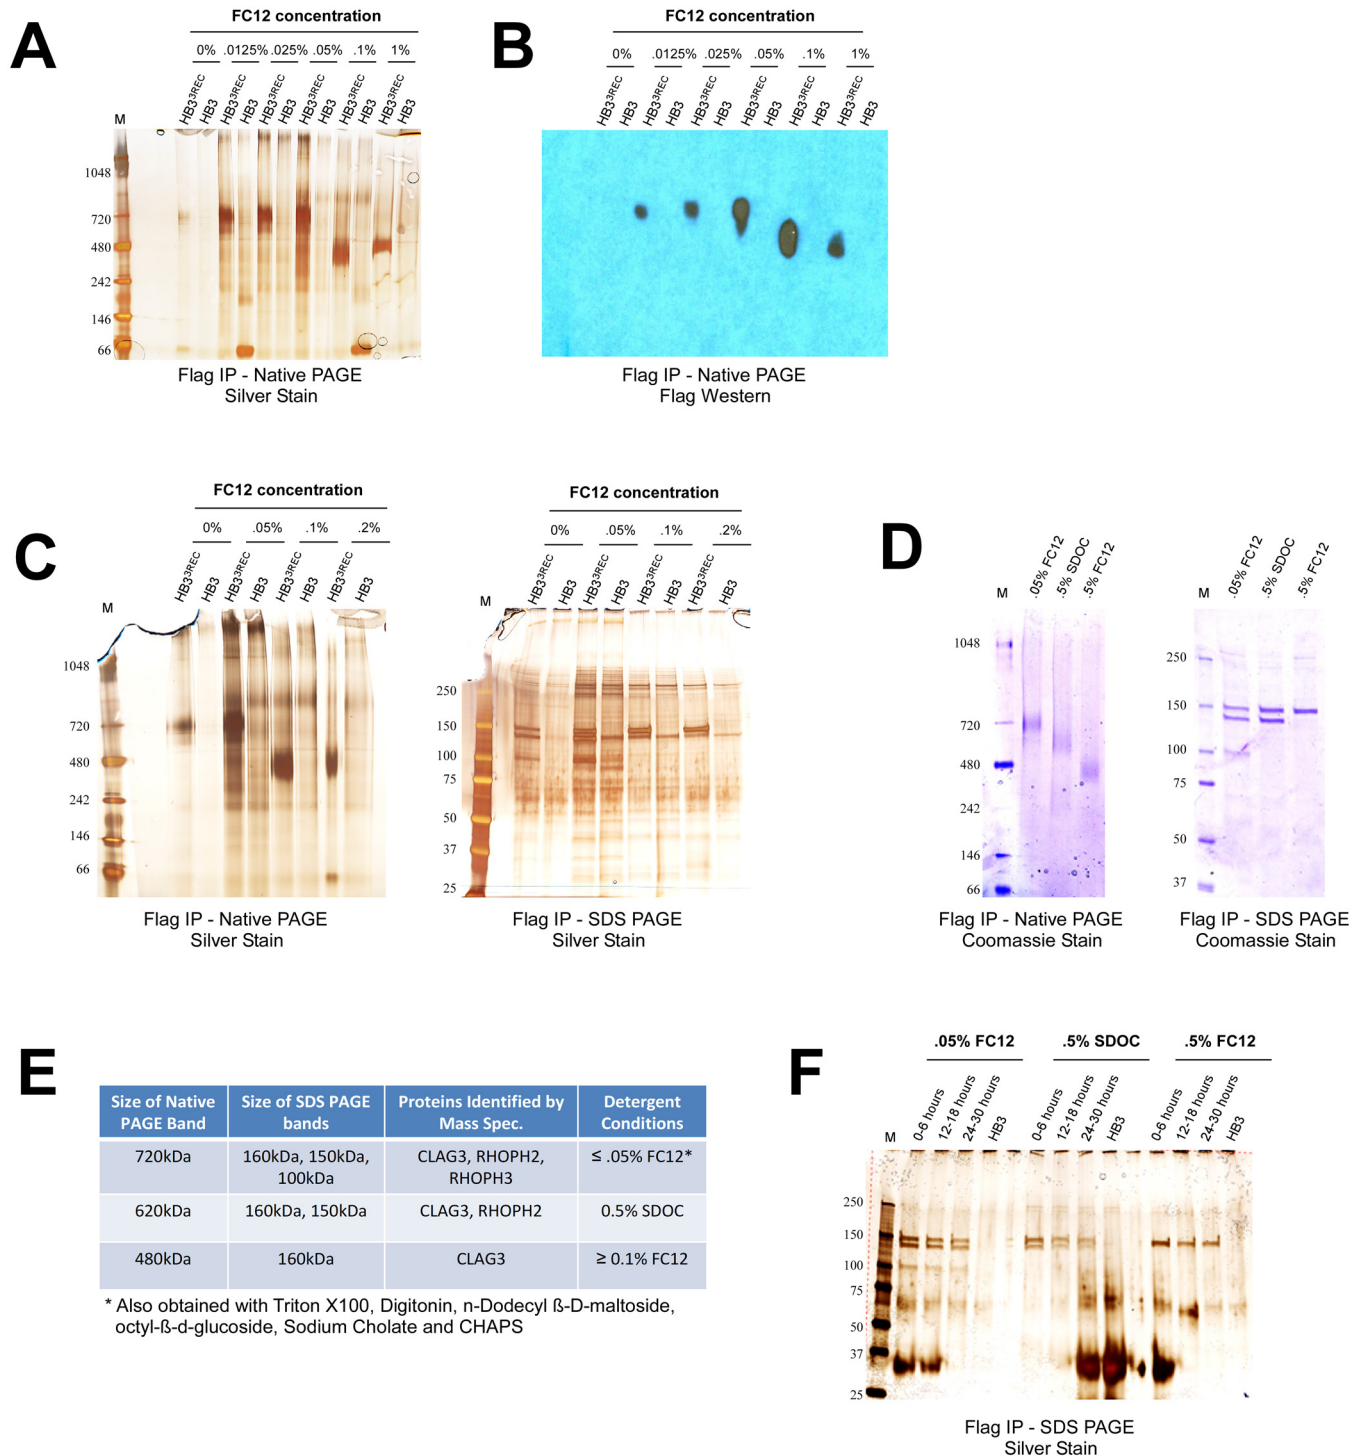 A
FC12 concentration
0% .0125% .025% .05% .1% 1%
HB3³ᴿᴱᶜ HB3 HB3³ᴿᴱᶜ HB3 HB3³ᴿᴱᶜ HB3 HB3³ᴿᴱᶜ HB3 HB3³ᴿᴱᶜ HB3
M
1048
720
480
242
146
66
Flag IP - Native PAGE
Silver Stain
B
FC12 concentration
0% .0125% .025% .05% .1% 1%
HB3³ᴿᴱᶜ HB3 HB3³ᴿᴱᶜ HB3 HB3³ᴿᴱᶜ HB3 HB3³ᴿᴱᶜ HB3 HB3³ᴿᴱᶜ HB3 HB3³ᴿᴱᶜ HB3
Flag IP - Native PAGE
Flag Western
C
FC12 concentration
0% .05% .1% .2%
HB3³ᴿᴱᶜ HB3 HB3³ᴿᴱᶜ HB3 HB3³ᴿᴱᶜ HB3 HB3³ᴿᴱᶜ HB3
M
1048
720
480
242
146
66
Flag IP - Native PAGE
Silver Stain
FC12 concentration
0% .05% .1% .2%
HB3³ᴿᴱᶜ HB3 HB3³ᴿᴱᶜ HB3 HB3³ᴿᴱᶜ HB3 HB3³ᴿᴱᶜ HB3
M
250
150
100
75
50
37
25
Flag IP - SDS PAGE
Silver Stain
D
M .05% FC12 .5% SDOC .5% FC12
1048
720
480
242
146
66
Flag IP - Native PAGE
Coomassie Stain
M .05% FC12 .5% SDOC .5% FC12
250
150
100
75
50
37
Flag IP - SDS PAGE
Coomassie Stain
E
Size of Native PAGE Band
Size of SDS PAGE bands
Proteins Identified by Mass Spec.
Detergent Conditions
720kDa 160kDa, 150kDa, 100kDa CLAG3, RHOPH2, RHOPH3 ≤ .05% FC12*
620kDa 160kDa, 150kDa CLAG3, RHOPH2 0.5% SDOC
480kDa 160kDa CLAG3 ≥ 0.1% FC12
* Also obtained with Triton X100, Digitonin, n-Dodecyl ß-D-maltoside,
octyl-ß-d-glucoside, Sodium Cholate and CHAPS
F
.05% FC12 .5% SDOC .5% FC12
M 0-6 hours 12-18 hours 24-30 hours HB3 0-6 hours 12-18 hours 24-30 hours HB3 0-6 hours 12-18 hours 24-30 hours HB3
250
150
100
75
50
37
25
Flag IP - SDS PAGE
Silver Stain